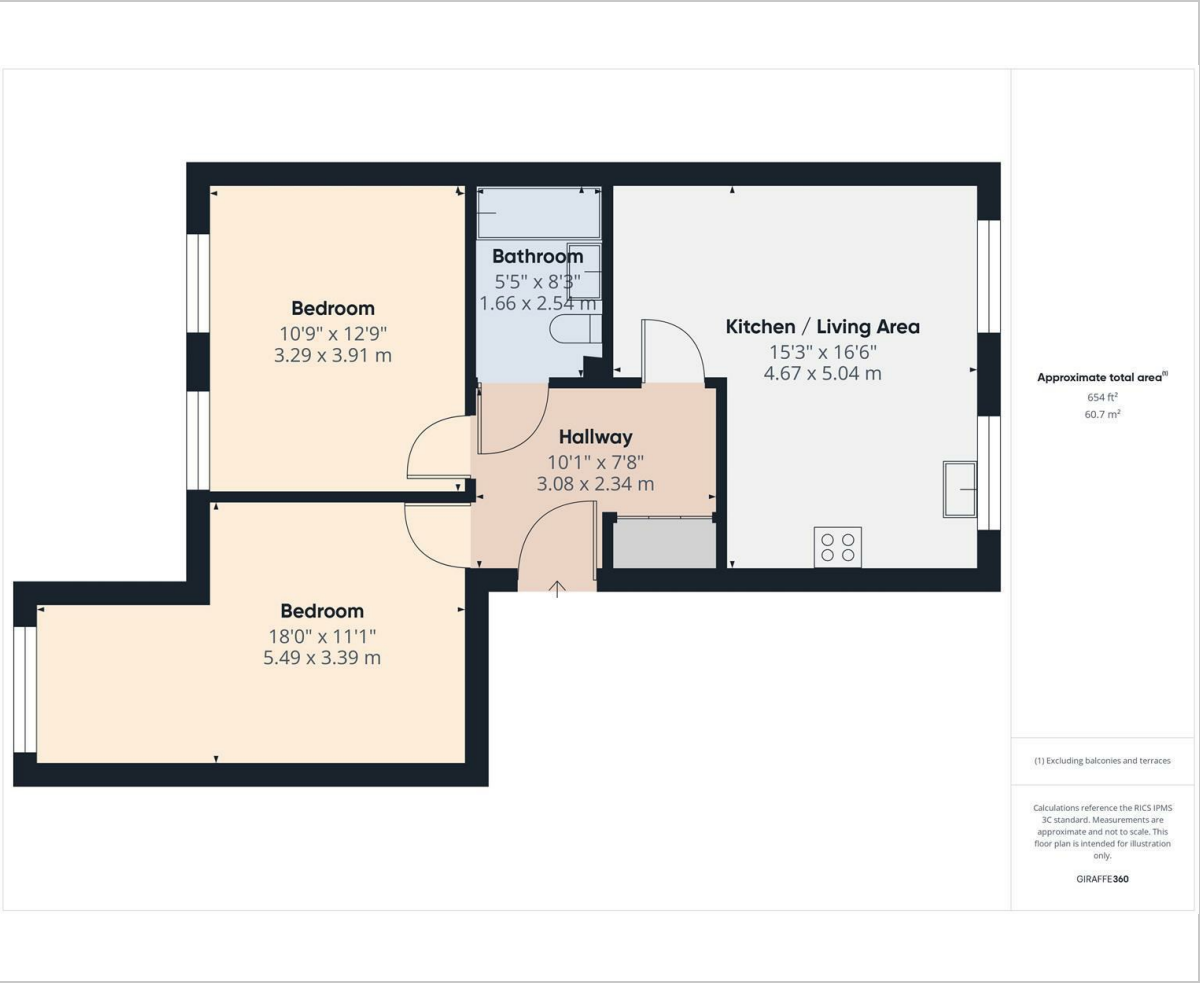 Bedroom
10'9" x 12'9"
3.29 x 3.91 m
Bathroom
5'5" x 8'3"
1.66 x 2.54 m
Kitchen / Living Area
15'3" x 16'6"
4.67 x 5.04 m
Hallway
10'1" x 7'8"
3.08 x 2.34 m
Bedroom
18'0" x 11'1"
5.49 x 3.39 m
Approximate total area(1)
654 ft²
60.7 m²
(1) Excluding balconies and terraces
Calculations reference the RICS IPMS
3C standard. Measurements are
approximate and not to scale. This
floor plan is intended for illustration
only.
GIRAFFE360